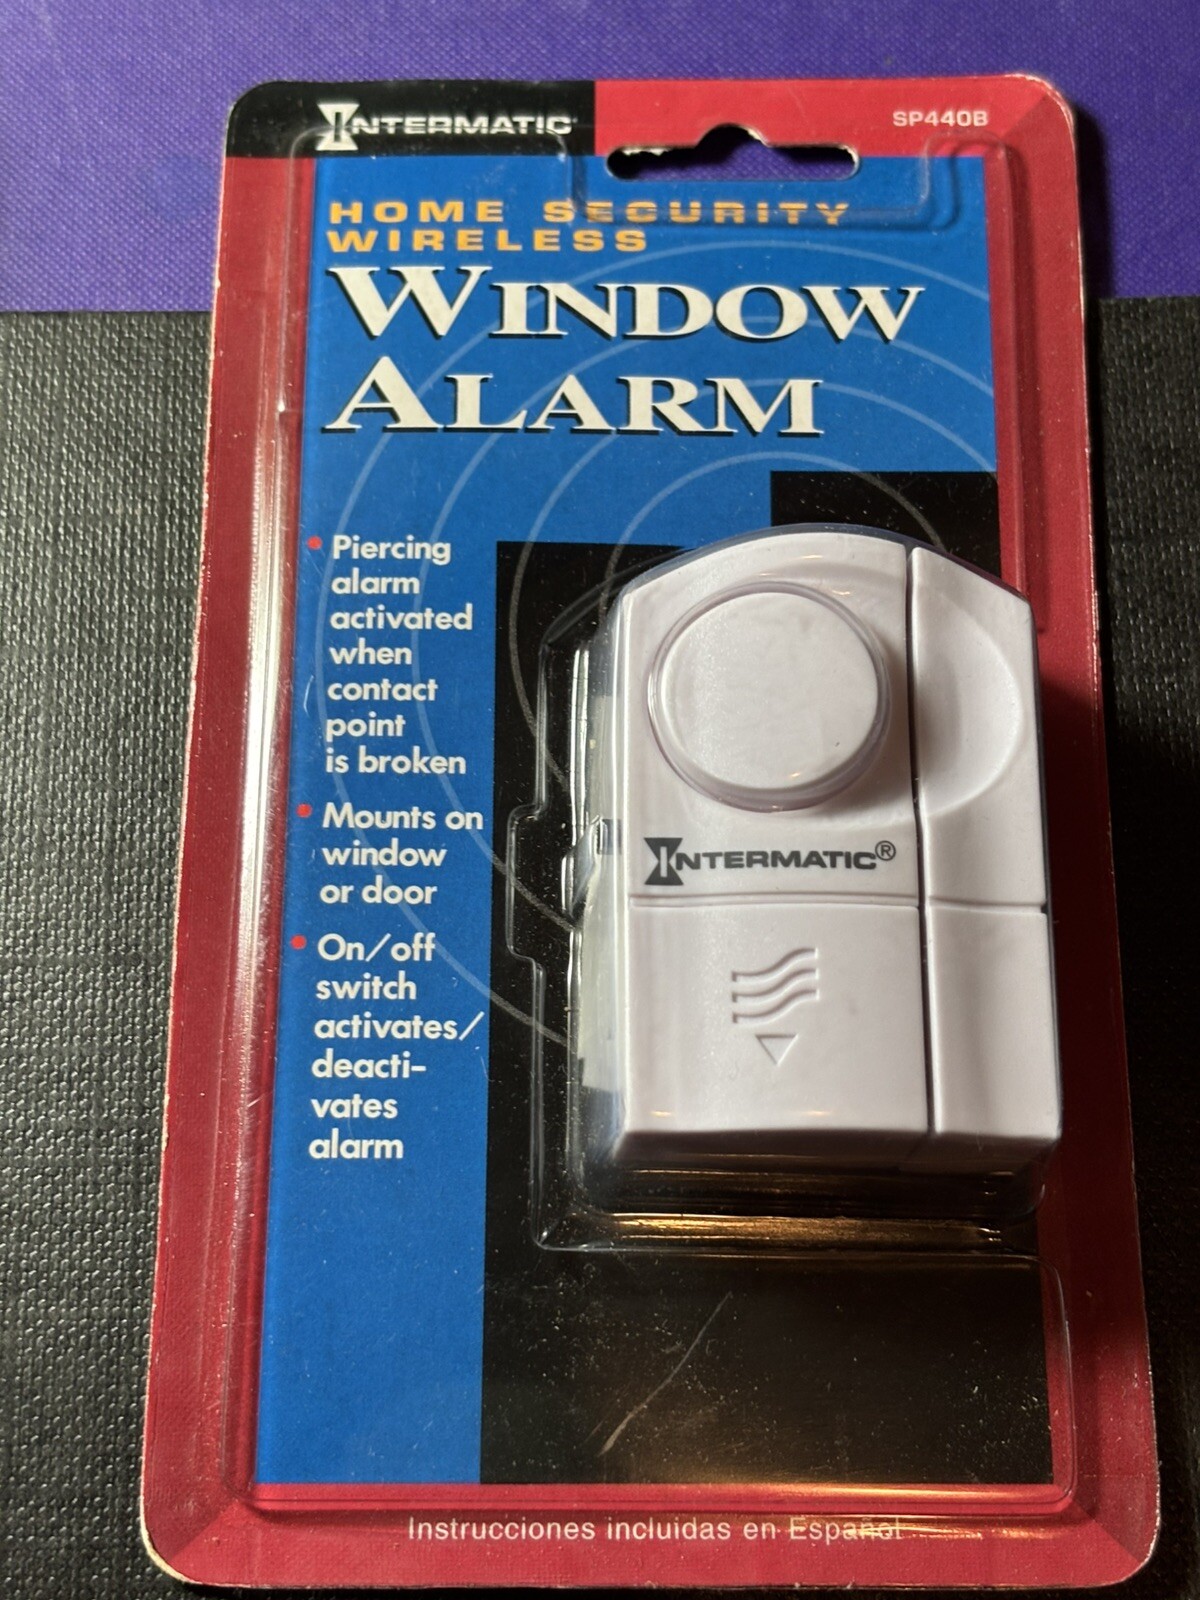 INTERMATIC
SP440B
HOME SECURITY
WIRELESS
WINDOW
ALARM
• Piercing
alarm
activated
when
contact
point
is broken
• Mounts on
window
or door
• On/off
switch
activates/
deacti-
vates
alarm
INTERMATIC®
Instrucciones incluidas en Español